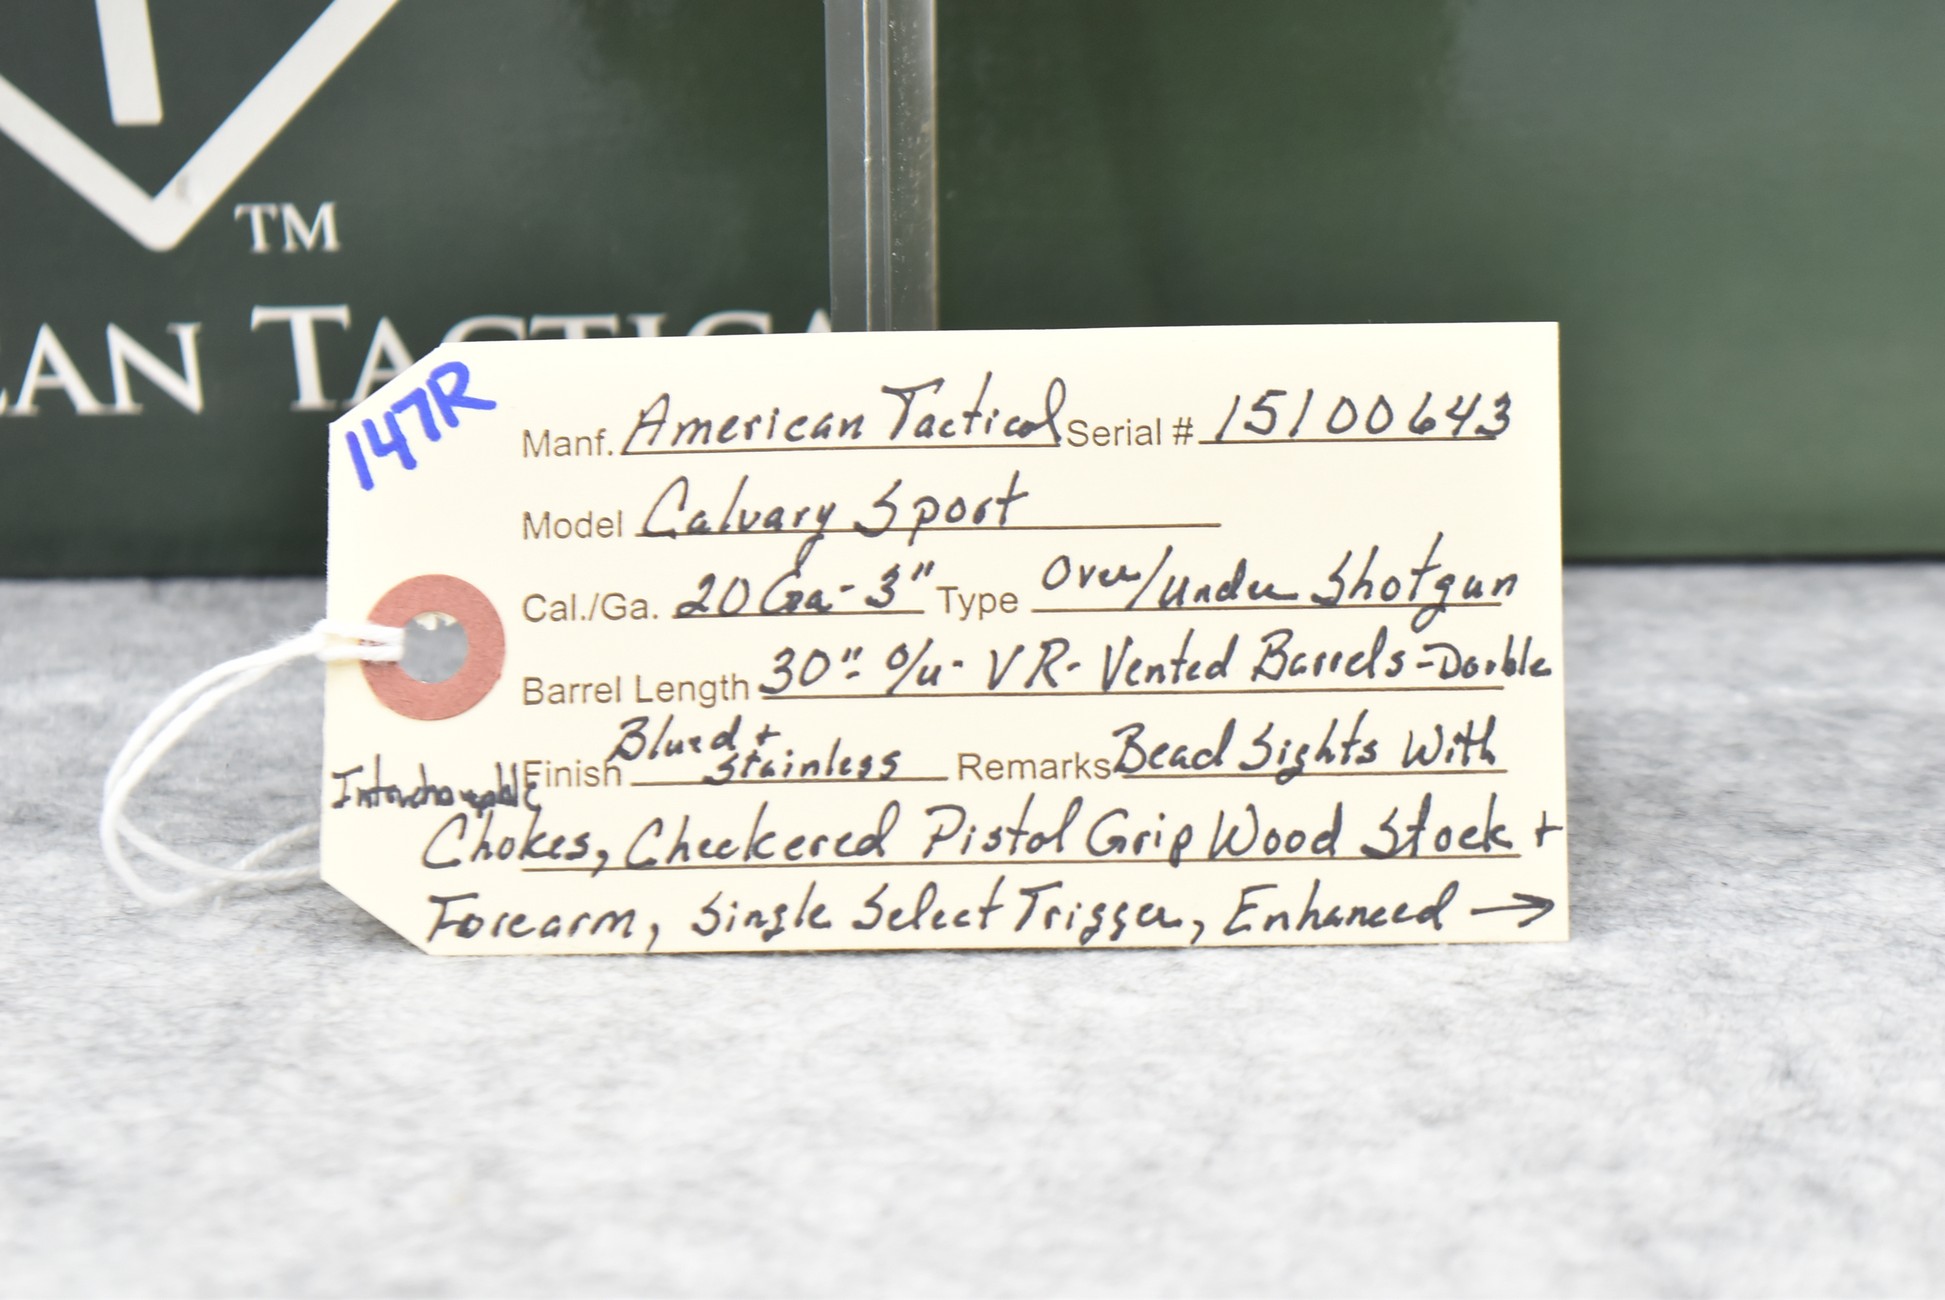 TM
EAN TACTICA
147R
Manf. American Tactical Serial # 15100643
Model Calvary Sport
Cal./Ga. 20 Ga - 3" Type Over/Under Shotgun
Barrel Length 30" - O/U - VR - Vented Barrels - Double
Finish Blued + Stainless Remarks Bead Sights With
Interchangeable
Chokes, Checkered Pistol Grip Wood Stock +
Forearm, Single Select Trigger, Enhanced →